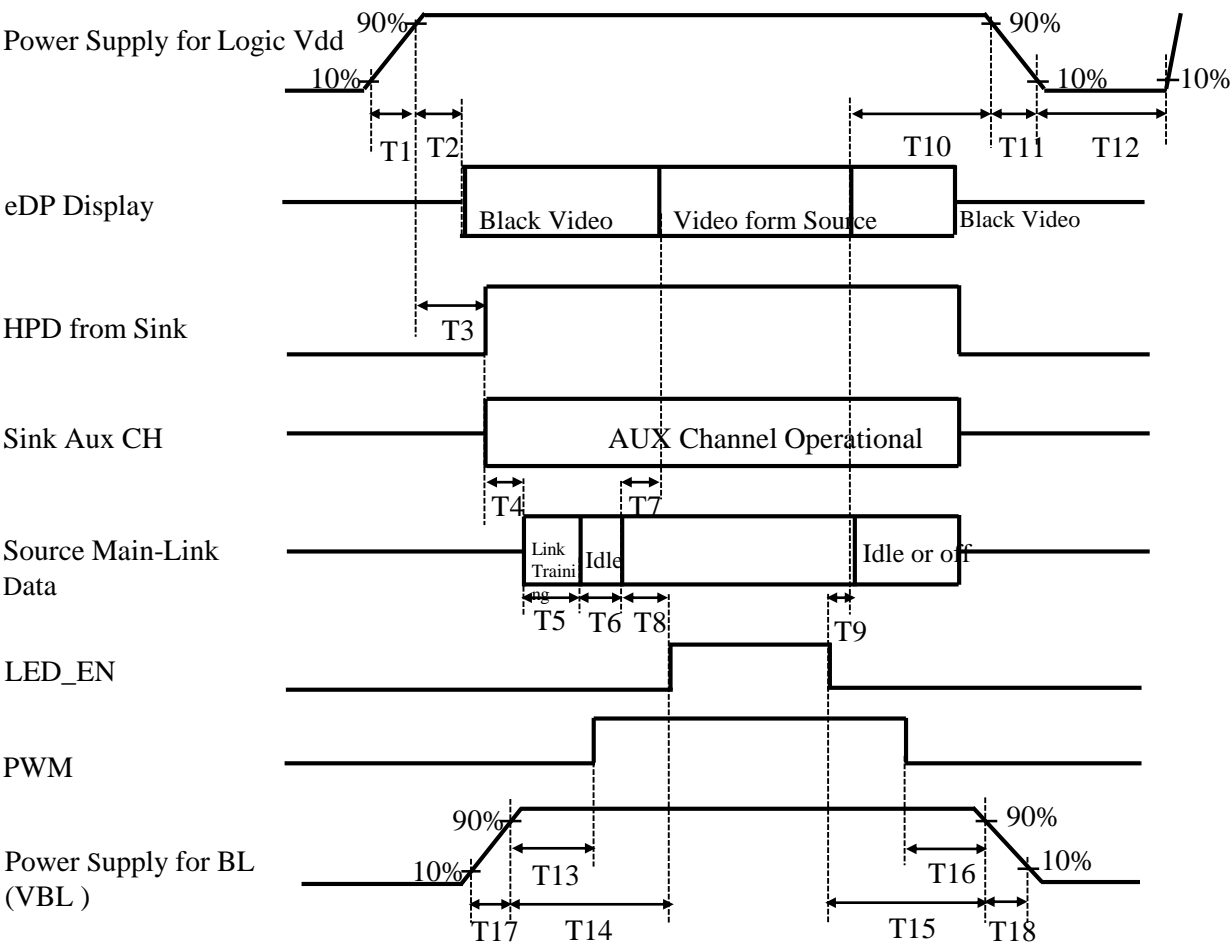 90%
90%
Power Supply for Logic Vdd
10%
10%
10%
T1
T2
T10
T11
T12
eDP Display
Black Video
Video form Source
Black Video
HPD from Sink
T3
Sink Aux CH
AUX Channel Operational
T4
T7
Source Main-Link
Data
Link
Traini
ng
Idle
Idle or off
T5
T6
T8
T9
LED_EN
PWM
90%
90%
Power Supply for BL
(VBL )
10%
10%
T13
T16
T17
T14
T15
T18